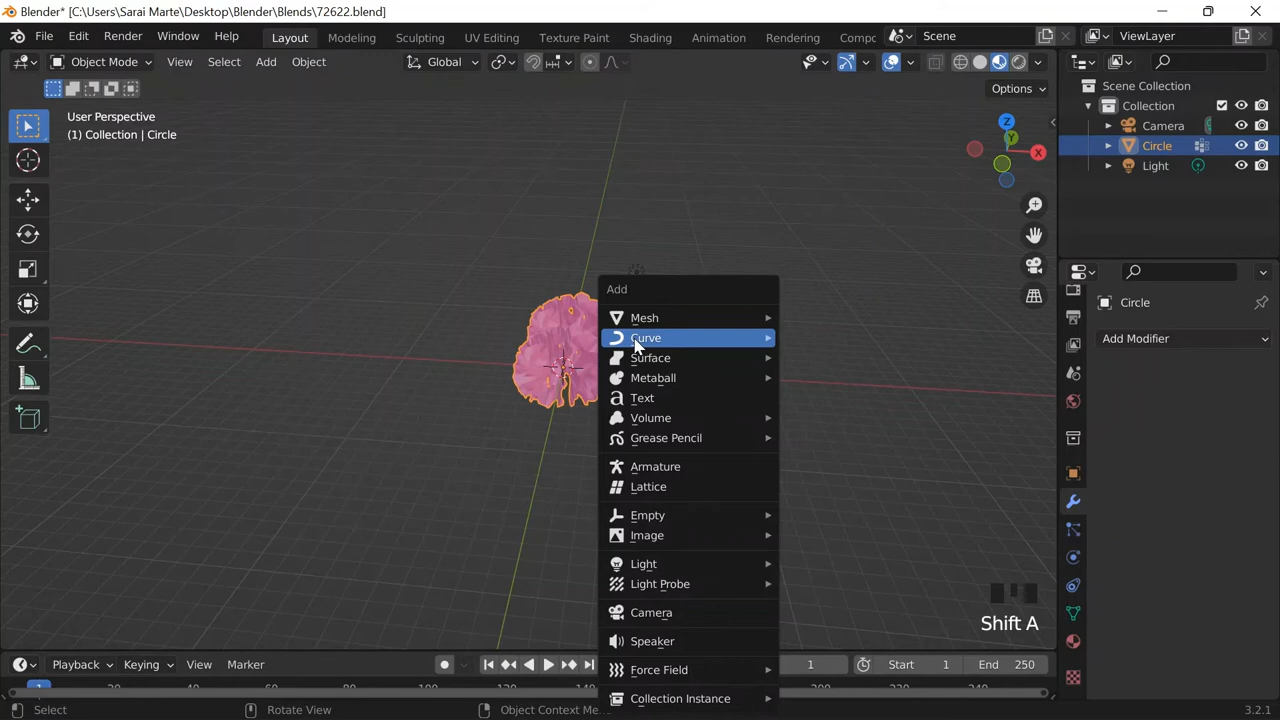 Blender* [C:\Users\Sarai Marte\Desktop\Blender\Blends\72622.blend]
File Edit Render Window Help Layout Modeling Sculpting UV Editing Texture Paint Shading Animation Rendering Compc Scene ViewLayer
Object Mode View Select Add Object Global
Options
User Perspective
(1) Collection | Circle
Z
Y
X
Scene Collection
Collection
Camera
Circle
Light
Circle
Add Modifier
Add
Mesh
Curve
Surface
Metaball
Text
Volume
Grease Pencil
Armature
Lattice
Empty
Image
Light
Light Probe
Camera
Speaker
Force Field
Collection Instance
Shift A
Playback Keying View Marker 1 Start 1 End 250
1
Select Rotate View Object Context Me 3.2.1